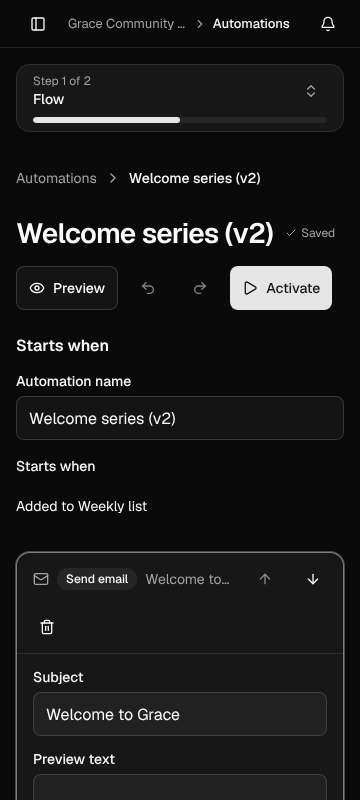 Grace Community ... > Automations
Step 1 of 2
Flow
Automations > Welcome series (v2)
Welcome series (v2) Saved
Preview Activate
Starts when
Automation name
Welcome series (v2)
Starts when
Added to Weekly list
Send email Welcome to...
Subject
Welcome to Grace
Preview text